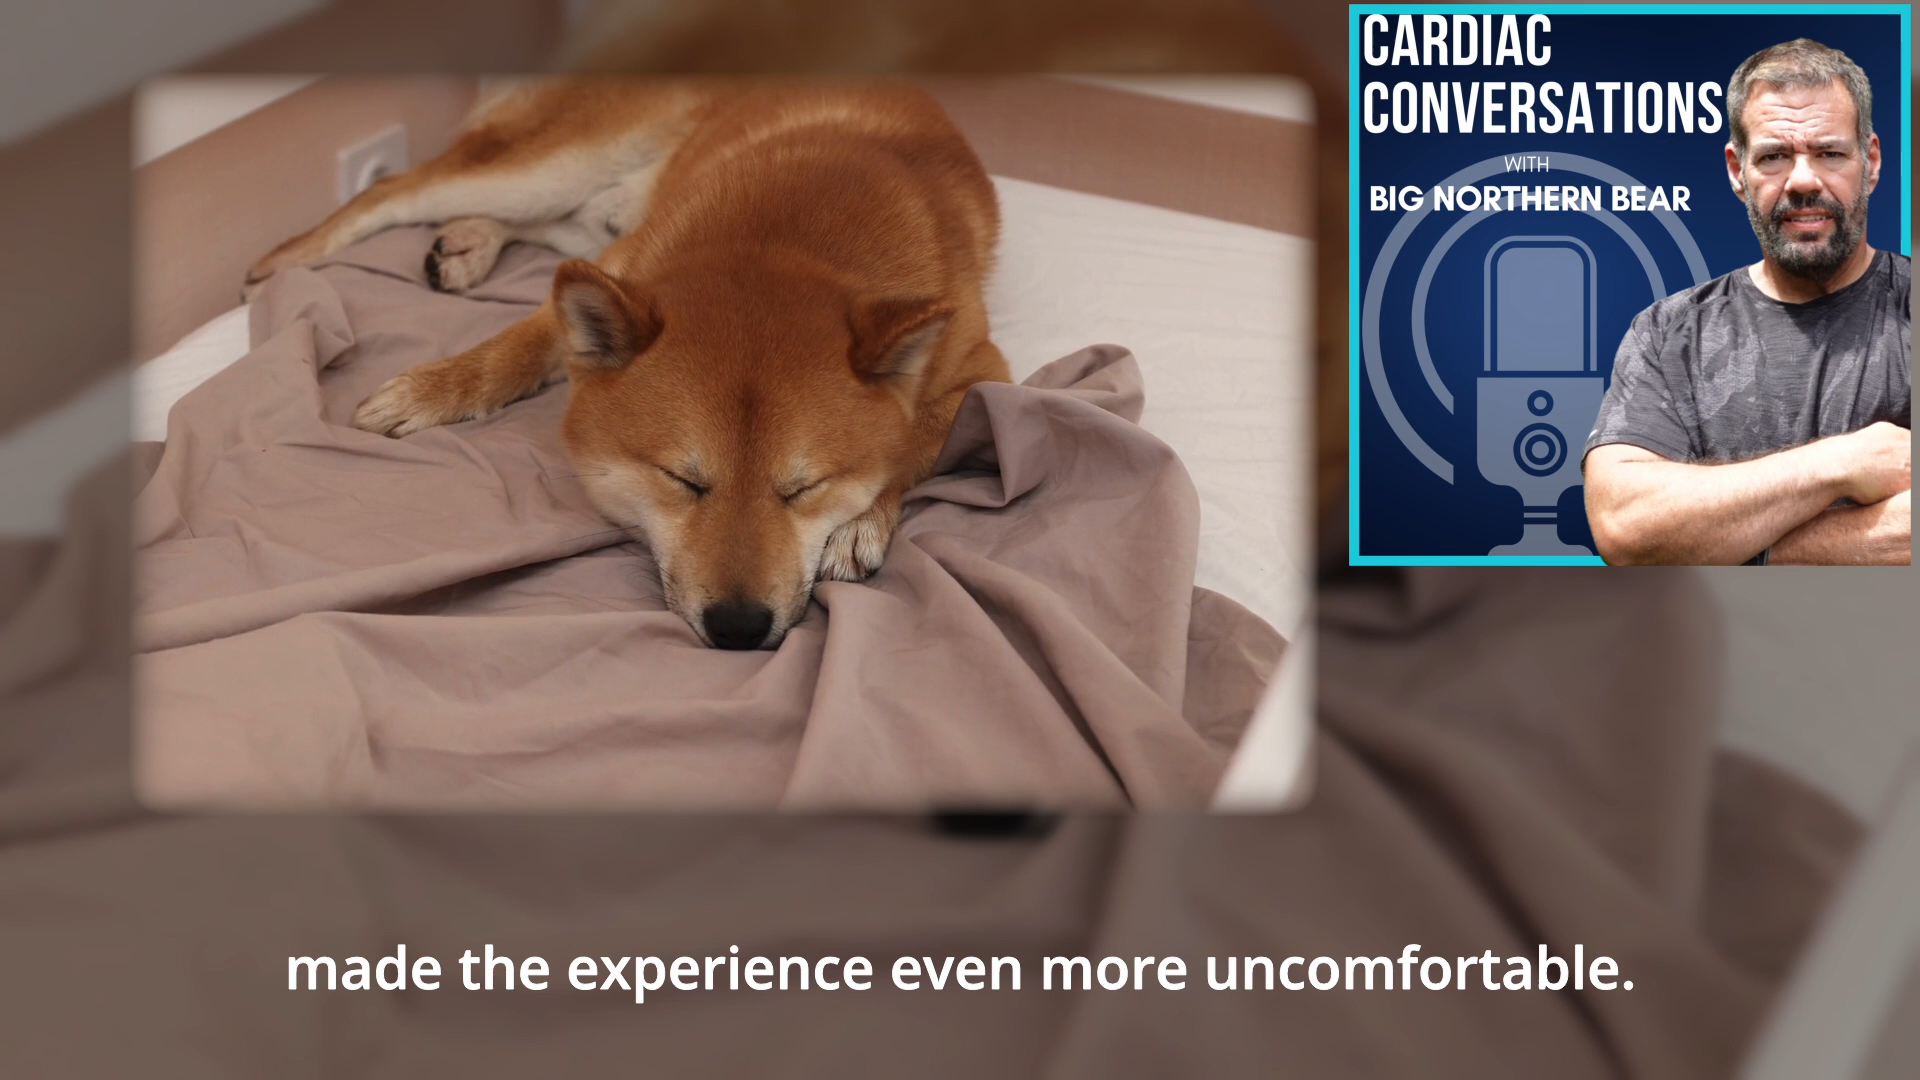 CARDIAC
CONVERSATIONS
WITH
BIG NORTHERN BEAR
made the experience even more uncomfortable.